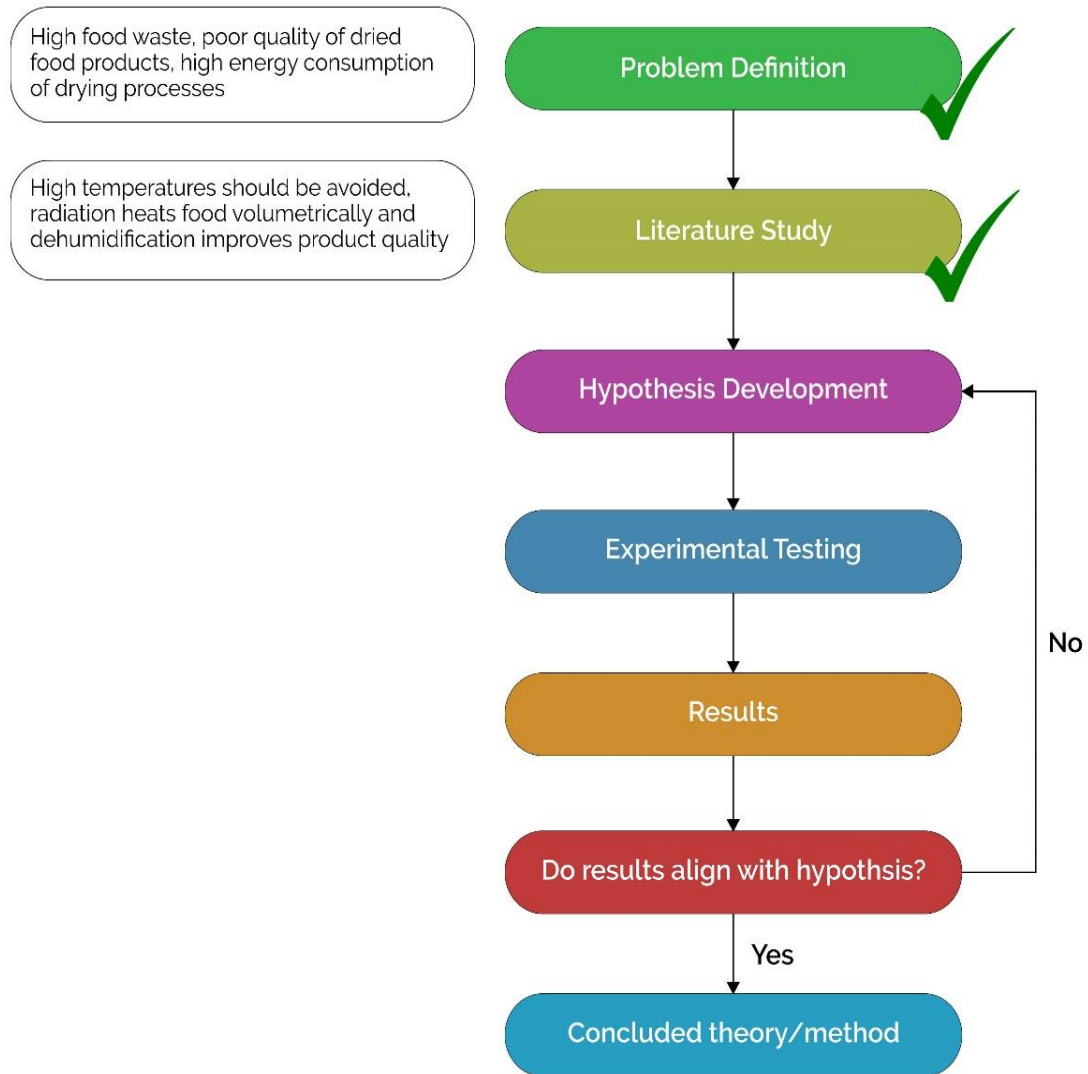 High food waste, poor quality of dried
food products, high energy consumption
of drying processes
Problem Definition
High temperatures should be avoided,
radiation heats food volumetrically and
dehumidification improves product quality
Literature Study
Hypothesis Development
Experimental Testing
No
Results
Do results align with hypothsis?
Yes
Concluded theory/method